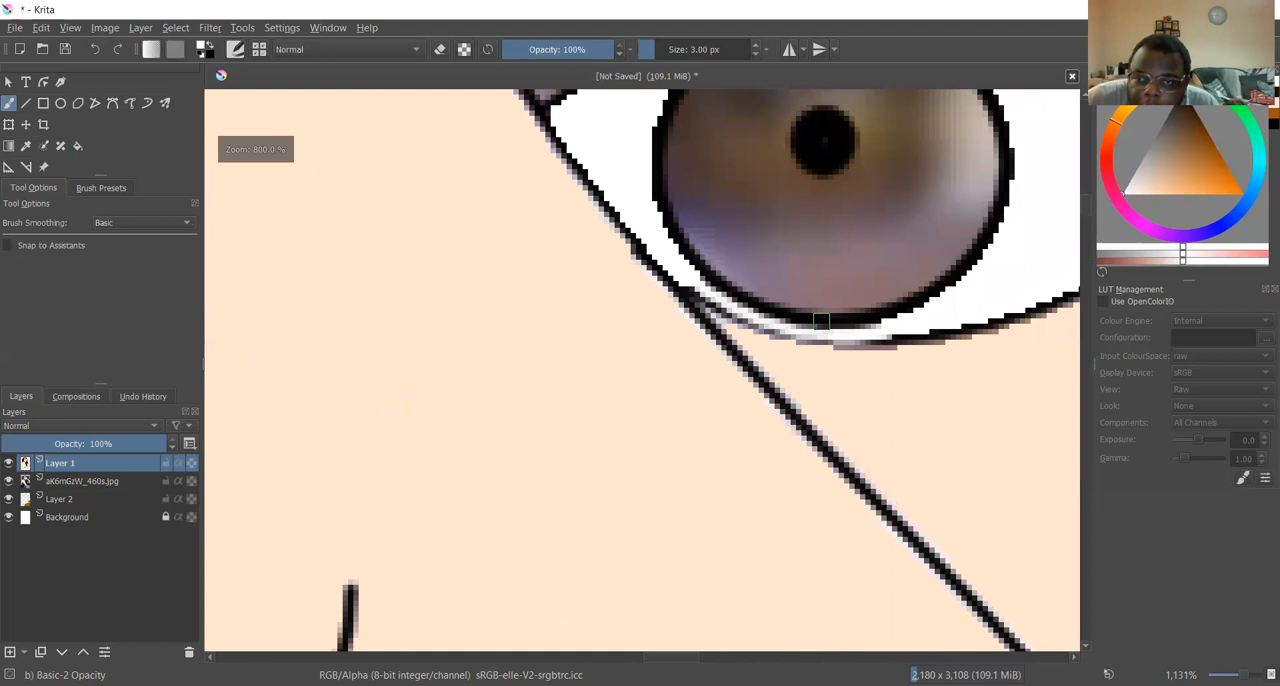 * - Krita
File Edit View Image Layer Select Filter Tools Settings Window Help
Normal Opacity: 100% Size: 3.00 px
[Not Saved] (109.1 MiB) *
Zoom: 800.0 %
Tool Options Brush Presets
Tool Options
Brush Smoothing: Basic
Snap to Assistants
LUT Management
Use OpenColorIO
Colour Engine: Internal
Configuration: ...
Input ColourSpace: raw
Display Device: sRGB
View: Raw
Look: None
Components: All Channels
Exposure: 0.0
Gamma: 1.00
Layers Compositions Undo History
Layers
Normal
Opacity: 100%
Layer 1
aK6mGzW_460s.jpg
Layer 2
Background
b) Basic-2 Opacity RGB/Alpha (8-bit integer/channel) sRGB-elle-V2-srgbtrc.icc 2,180 x 3,108 (109.1 MiB) 1,131%